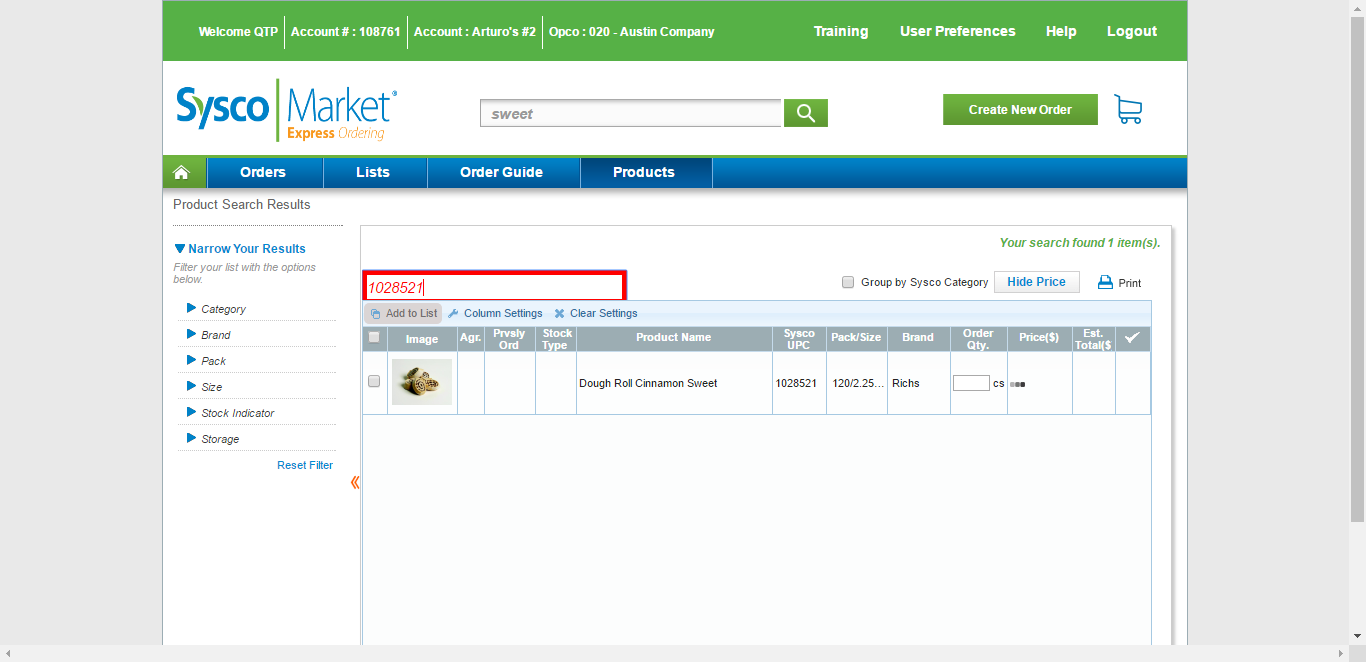 Welcome QTP Account # : 108761 Account : Arturo's #2 Opco : 020 - Austin Company Training User Preferences Help Logout
Sysco Market®
Express Ordering
sweet
Create New Order
Orders Lists Order Guide Products
Product Search Results
Narrow Your Results
Filter your list with the options
below.
Category
Brand
Pack
Size
Stock Indicator
Storage
Reset Filter
Your search found 1 item(s).
1028521
Group by Sysco Category Hide Price Print
Add to List Column Settings Clear Settings
Image Agr. Prvsly Ord Stock Type Product Name Sysco UPC Pack/Size Brand Order Qty. Price($) Est. Total($
Dough Roll Cinnamon Sweet 1028521 120/2.25... Richs cs